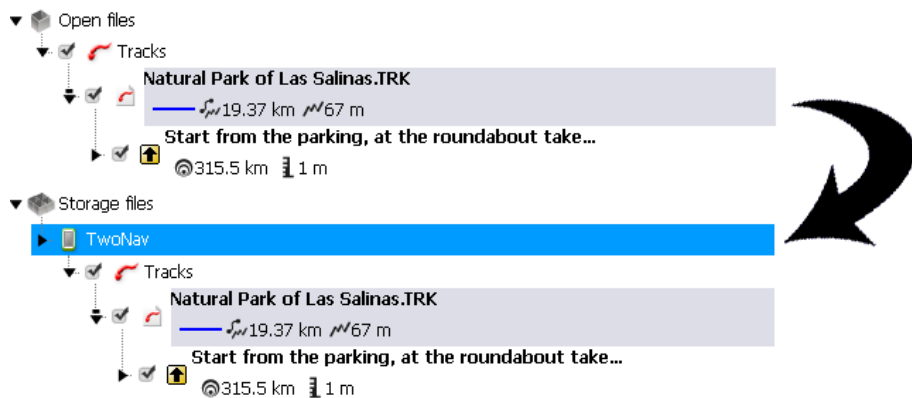 Open files
Tracks
Natural Park of Las Salinas.TRK
19.37 km 67 m
Start from the parking, at the roundabout take...
315.5 km 1 m
Storage files
TwoNav
Tracks
Natural Park of Las Salinas.TRK
19.37 km 67 m
Start from the parking, at the roundabout take...
315.5 km 1 m